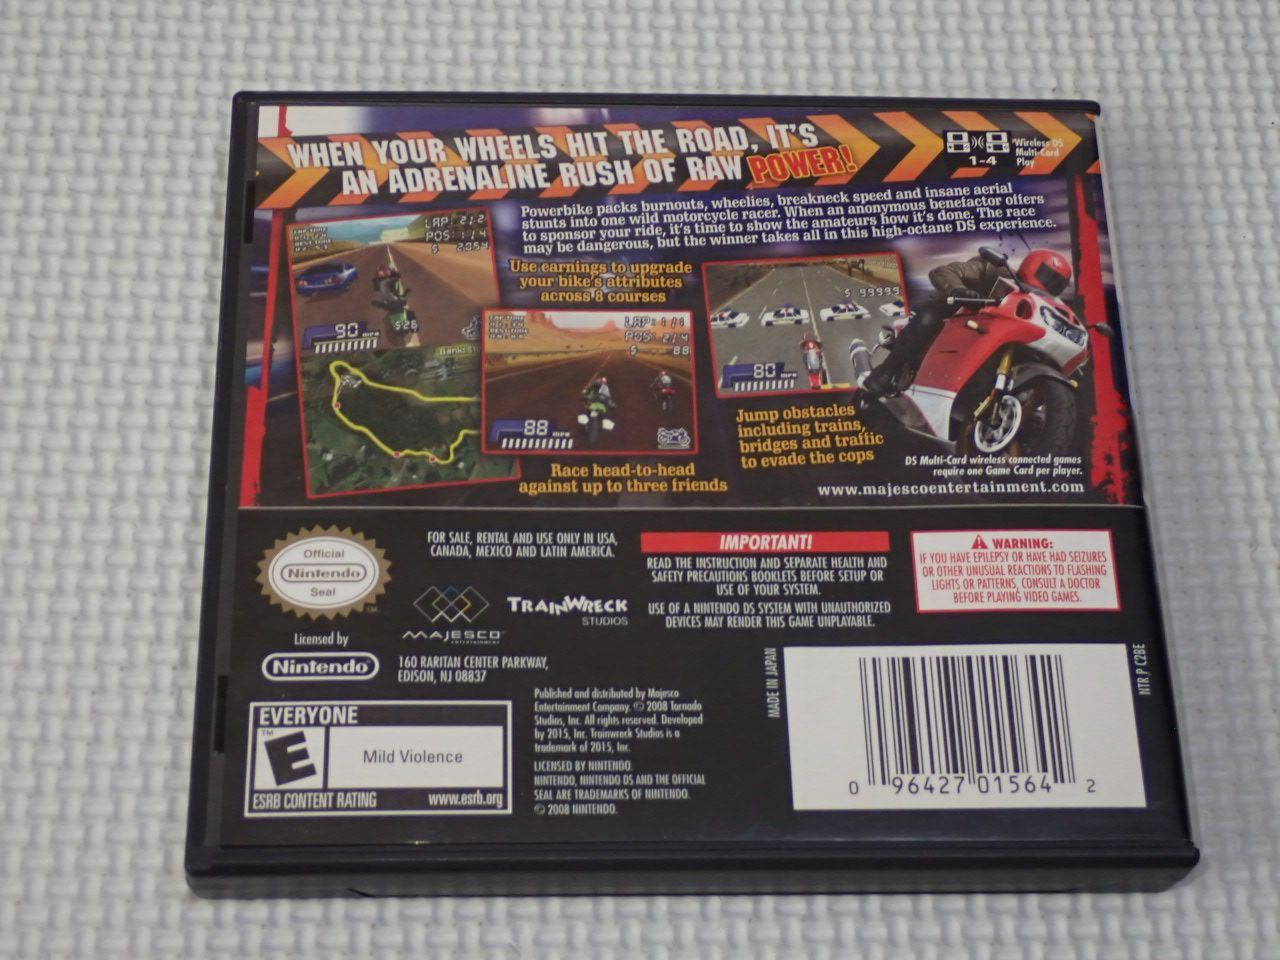 WHEN YOUR WHEELS HIT THE ROAD, IT'S
AN ADRENALINE RUSH OF RAW POWER!
1-4
Wireless DS
Multi-Card
Play
Powerbike packs burnouts, wheelies, breakneck speed and insane aerial
stunts into one wild motorcycle racer. When an anonymous benefactor offers
to sponsor your ride, it's time to show the amateurs how it's done. The race
may be dangerous, but the winner takes all in this high-octane DS experience.
LAP: 2/2
POS: 1/4
$ 2054
90 MPH
$26
Use earnings to upgrade
your bike's attributes
across 8 courses
LAP: 1/1
POS: 2/4
$ 88
88 MPH
Race head-to-head
against up to three friends
$ 99999
80 MPH
Jump obstacles
including trains,
bridges and traffic
to evade the cops
DS Multi-Card wireless connected games
require one Game Card per player.
www.majescoentertainment.com
Official
Nintendo
Seal
SM
Licensed by
Nintendo
FOR SALE, RENTAL AND USE ONLY IN USA,
CANADA, MEXICO AND LATIN AMERICA.
MAJESCO
ENTERTAINMENT
TRAINWRECK
STUDIOS
160 RARITAN CENTER PARKWAY,
EDISON, NJ 08837
IMPORTANT!
READ THE INSTRUCTION AND SEPARATE HEALTH AND
SAFETY PRECAUTIONS BOOKLETS BEFORE SETUP OR
USE OF YOUR SYSTEM.
USE OF A NINTENDO DS SYSTEM WITH UNAUTHORIZED
DEVICES MAY RENDER THIS GAME UNPLAYABLE.
WARNING:
IF YOU HAVE EPILEPSY OR HAVE HAD SEIZURES
OR OTHER UNUSUAL REACTIONS TO FLASHING
LIGHTS OR PATTERNS, CONSULT A DOCTOR
BEFORE PLAYING VIDEO GAMES.
EVERYONE
TM
E
Mild Violence
ESRB CONTENT RATING www.esrb.org
Published and distributed by Majesco
Entertainment Company. © 2008 Tornado
Studios, Inc. All rights reserved. Developed
by 2015, Inc. Trainwreck Studios is a
trademark of 2015, Inc.
LICENSED BY NINTENDO.
NINTENDO, NINTENDO DS AND THE OFFICIAL
SEAL ARE TRADEMARKS OF NINTENDO.
© 2008 NINTENDO.
MADE IN JAPAN
0 96427 01564 2
NTR P C2BE